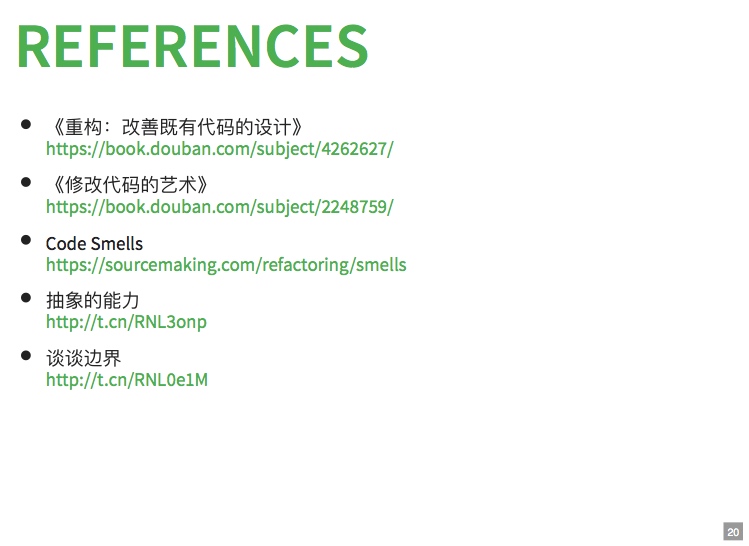 REFERENCES
• 《重构：改善既有代码的设计》
https://book.douban.com/subject/4262627/
• 《修改代码的艺术》
https://book.douban.com/subject/2248759/
• Code Smells
https://sourcemaking.com/refactoring/smells
• 抽象的能力
http://t.cn/RNL3onp
• 谈谈边界
http://t.cn/RNL0e1M
20